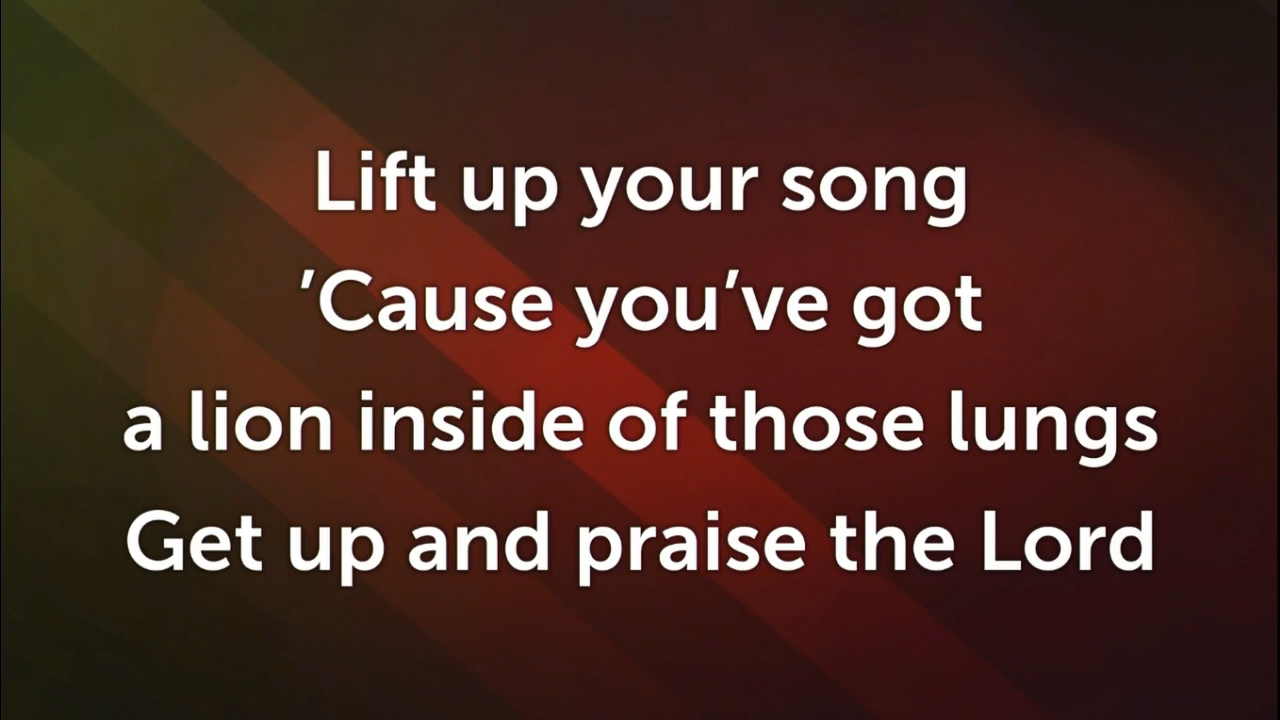 Lift up your song
’Cause you’ve got
a lion inside of those lungs
Get up and praise the Lord